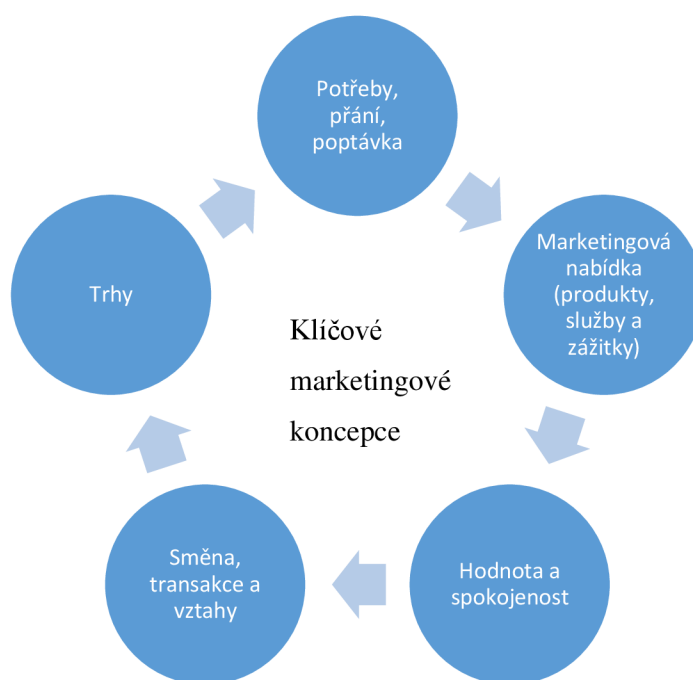 Potřeby,
přání,
poptávka
Marketingová
nabídka
(produkty,
služby a
zážitky)
Hodnota a
spokojenost
Směna,
transakce a
vztahy
Trhy
Klíčové
marketingové
koncepce